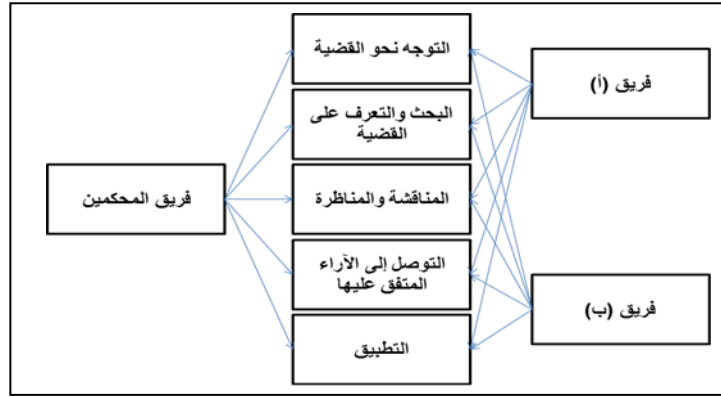 التوجه نحو القضية
فريق (أ)
البحث والتعرف على
القضية
المناقشة والمناظرة
فريق المحكمين
التوصل إلى الآراء
المتفق عليها
فريق (ب)
التطبيق